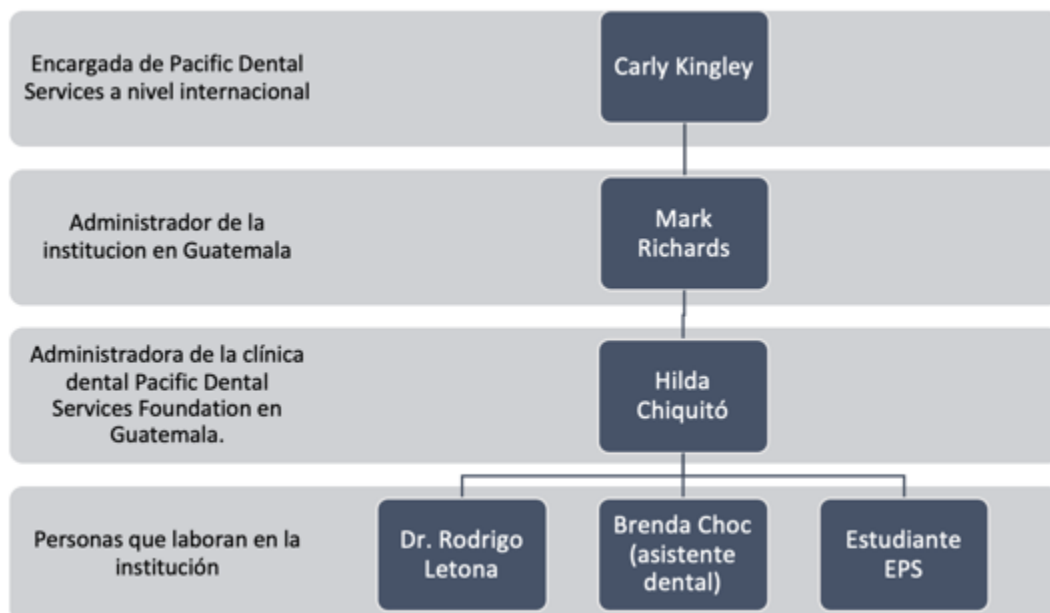 Encargada de Pacific Dental
Services a nivel internacional
Carly Kingley
Administrador de la
institucion en Guatemala
Mark
Richards
Administradora de la clínica
dental Pacific Dental
Services Foundation en
Guatemala.
Hilda
Chiquitó
Personas que laboran en la
institución
Dr. Rodrigo
Letona
Brenda Choc
(asistente
dental)
Estudiante
EPS